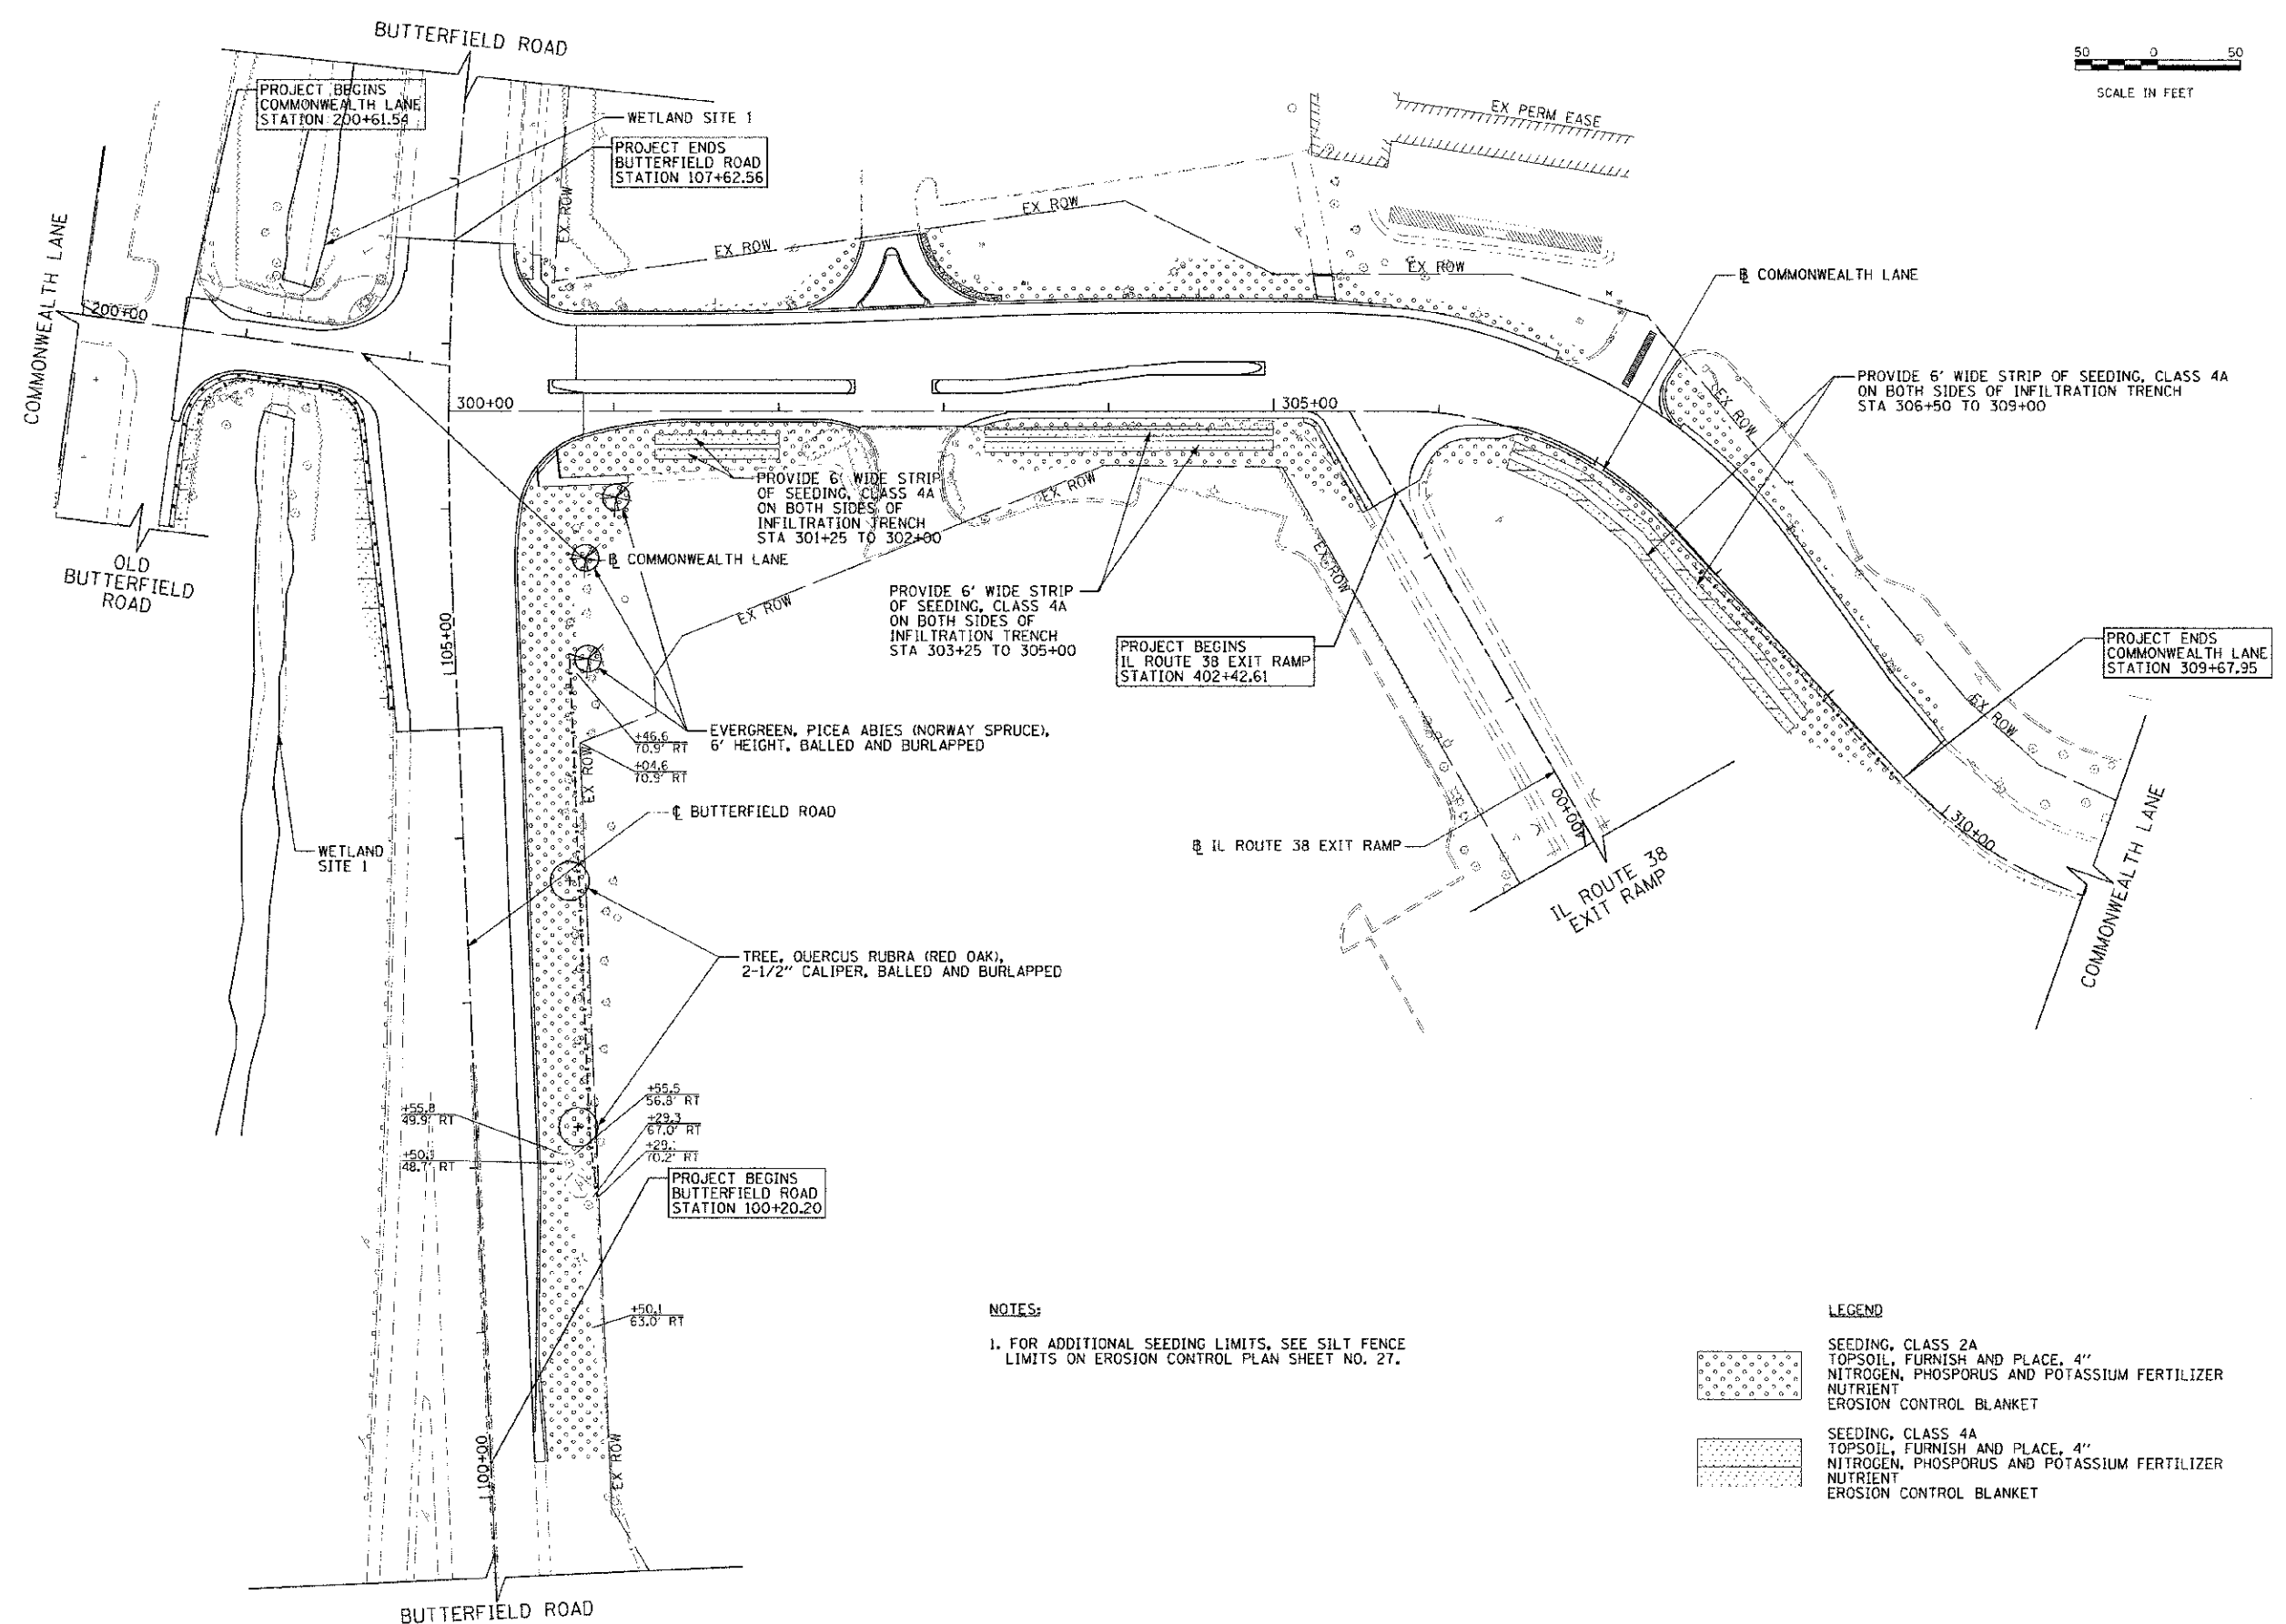 BUTTERFIELD ROAD
50 0 50
SCALE IN FEET
PROJECT BEGINS
COMMONWEALTH LANE
STATION 200+61.54
WETLAND SITE 1
PROJECT ENDS
BUTTERFIELD ROAD
STATION 107+62.56
EX PERM EASE
EX ROW
EX ROW
EX ROW
EX ROW
COMMONWEALTH LANE
200+00
℄ COMMONWEALTH LANE
300+00
305+00
PROVIDE 6' WIDE STRIP OF SEEDING, CLASS 4A
ON BOTH SIDES OF INFILTRATION TRENCH
STA 306+50 TO 309+00
EX ROW
PROVIDE 6' WIDE STRIP
OF SEEDING, CLASS 4A
ON BOTH SIDES OF
INFILTRATION TRENCH
STA 301+25 TO 302+00
EX ROW
℄ COMMONWEALTH LANE
OLD
BUTTERFIELD
ROAD
105+00
EX ROW
EX ROW
PROVIDE 6' WIDE STRIP
OF SEEDING, CLASS 4A
ON BOTH SIDES OF
INFILTRATION TRENCH
STA 303+25 TO 305+00
PROJECT BEGINS
IL ROUTE 38 EXIT RAMP
STATION 402+42.61
PROJECT ENDS
COMMONWEALTH LANE
STATION 309+67.95
EX ROW
EVERGREEN, PICEA ABIES (NORWAY SPRUCE),
6' HEIGHT, BALLED AND BURLAPPED
+46.6
70.9' RT
+04.6
70.9' RT
EX ROW
℄ BUTTERFIELD ROAD
WETLAND
SITE 1
℄ IL ROUTE 38 EXIT RAMP
400+00
IL ROUTE 38
EXIT RAMP
310+00
COMMONWEALTH LANE
TREE, QUERCUS RUBRA (RED OAK),
2-1/2" CALIPER, BALLED AND BURLAPPED
+55.8
49.9' RT
+55.5
56.8' RT
+29.3
67.0' RT
70.2' RT
48.7' RT
PROJECT BEGINS
BUTTERFIELD ROAD
STATION 100+20.20
+50.1
63.0' RT
100+00
EX ROW
BUTTERFIELD ROAD
NOTES:
1. FOR ADDITIONAL SEEDING LIMITS, SEE SILT FENCE
LIMITS ON EROSION CONTROL PLAN SHEET NO. 27.
LEGEND
SEEDING, CLASS 2A
TOPSOIL, FURNISH AND PLACE, 4"
NITROGEN, PHOSPORUS AND POTASSIUM FERTILIZER
NUTRIENT
EROSION CONTROL BLANKET
SEEDING, CLASS 4A
TOPSOIL, FURNISH AND PLACE, 4"
NITROGEN, PHOSPORUS AND POTASSIUM FERTILIZER
NUTRIENT
EROSION CONTROL BLANKET